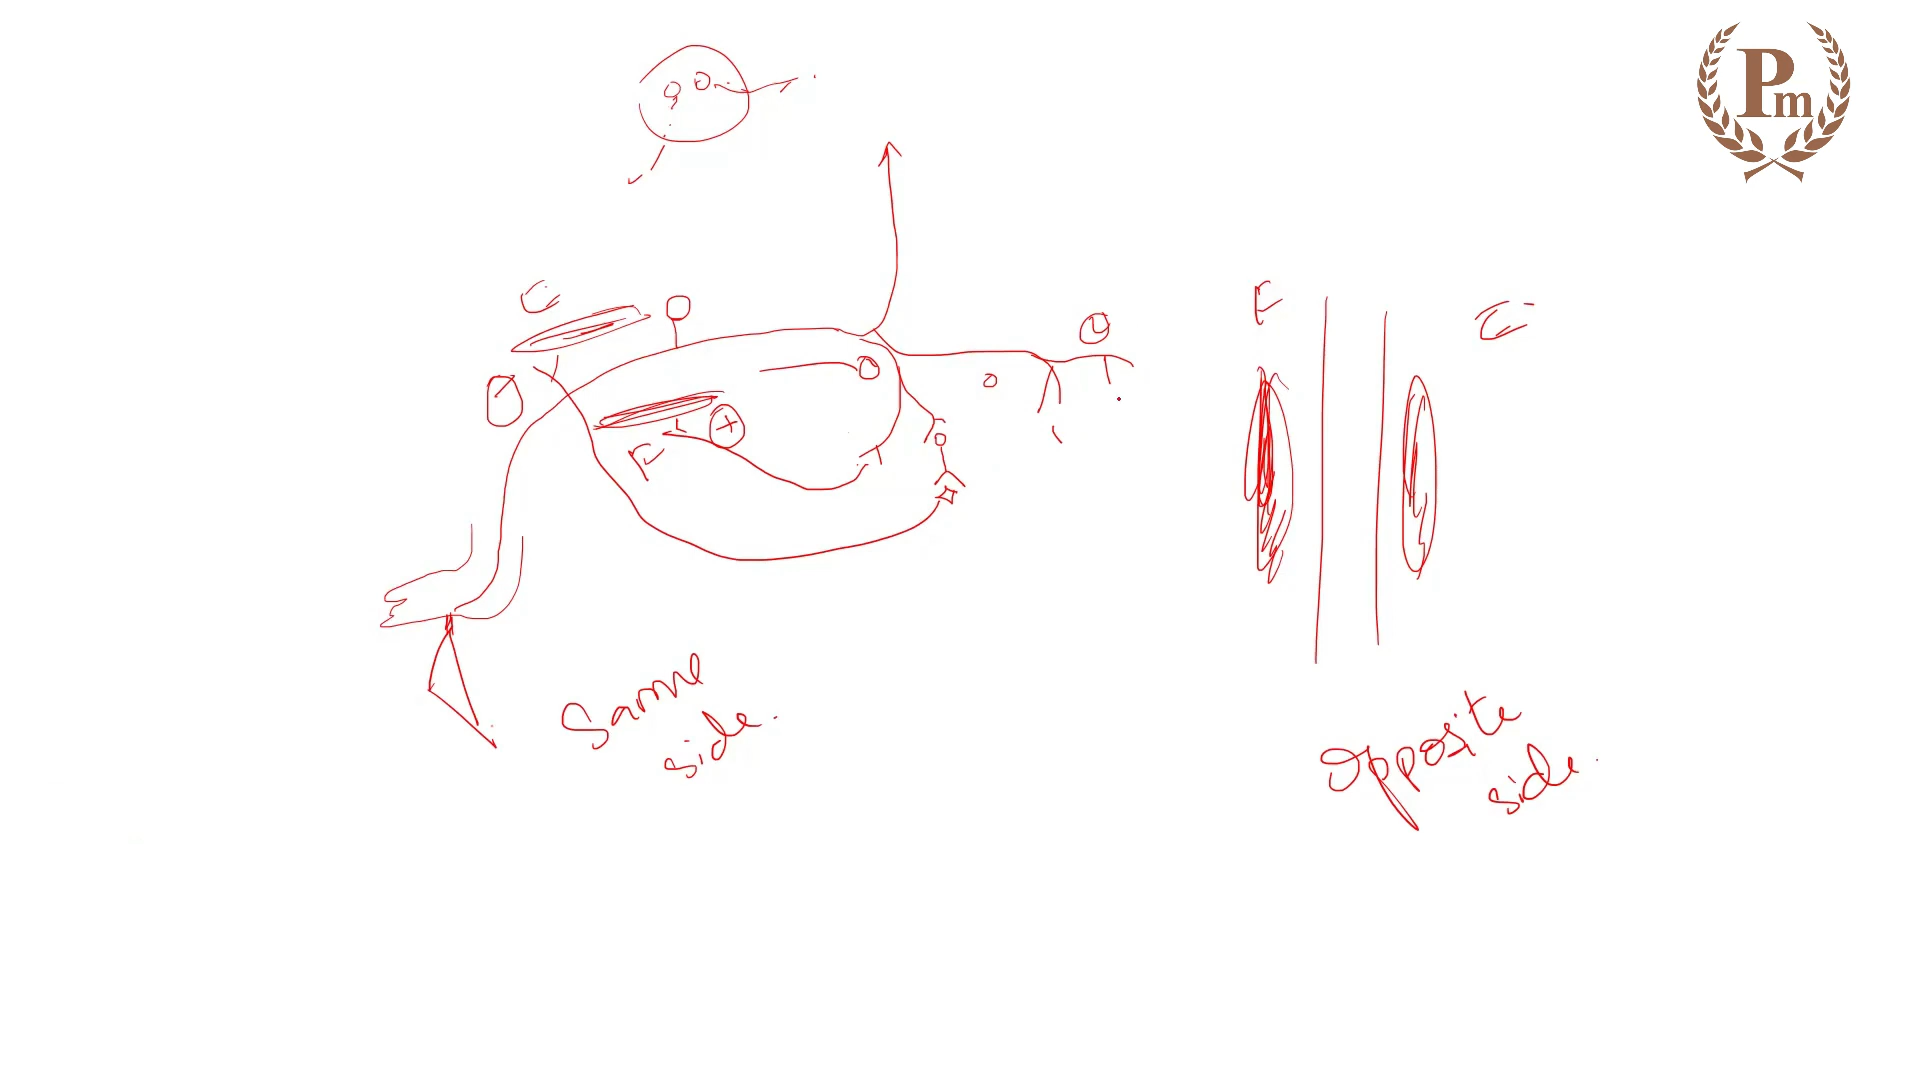 Pm
E
E
F
+
Same
side.
Opposite
side.